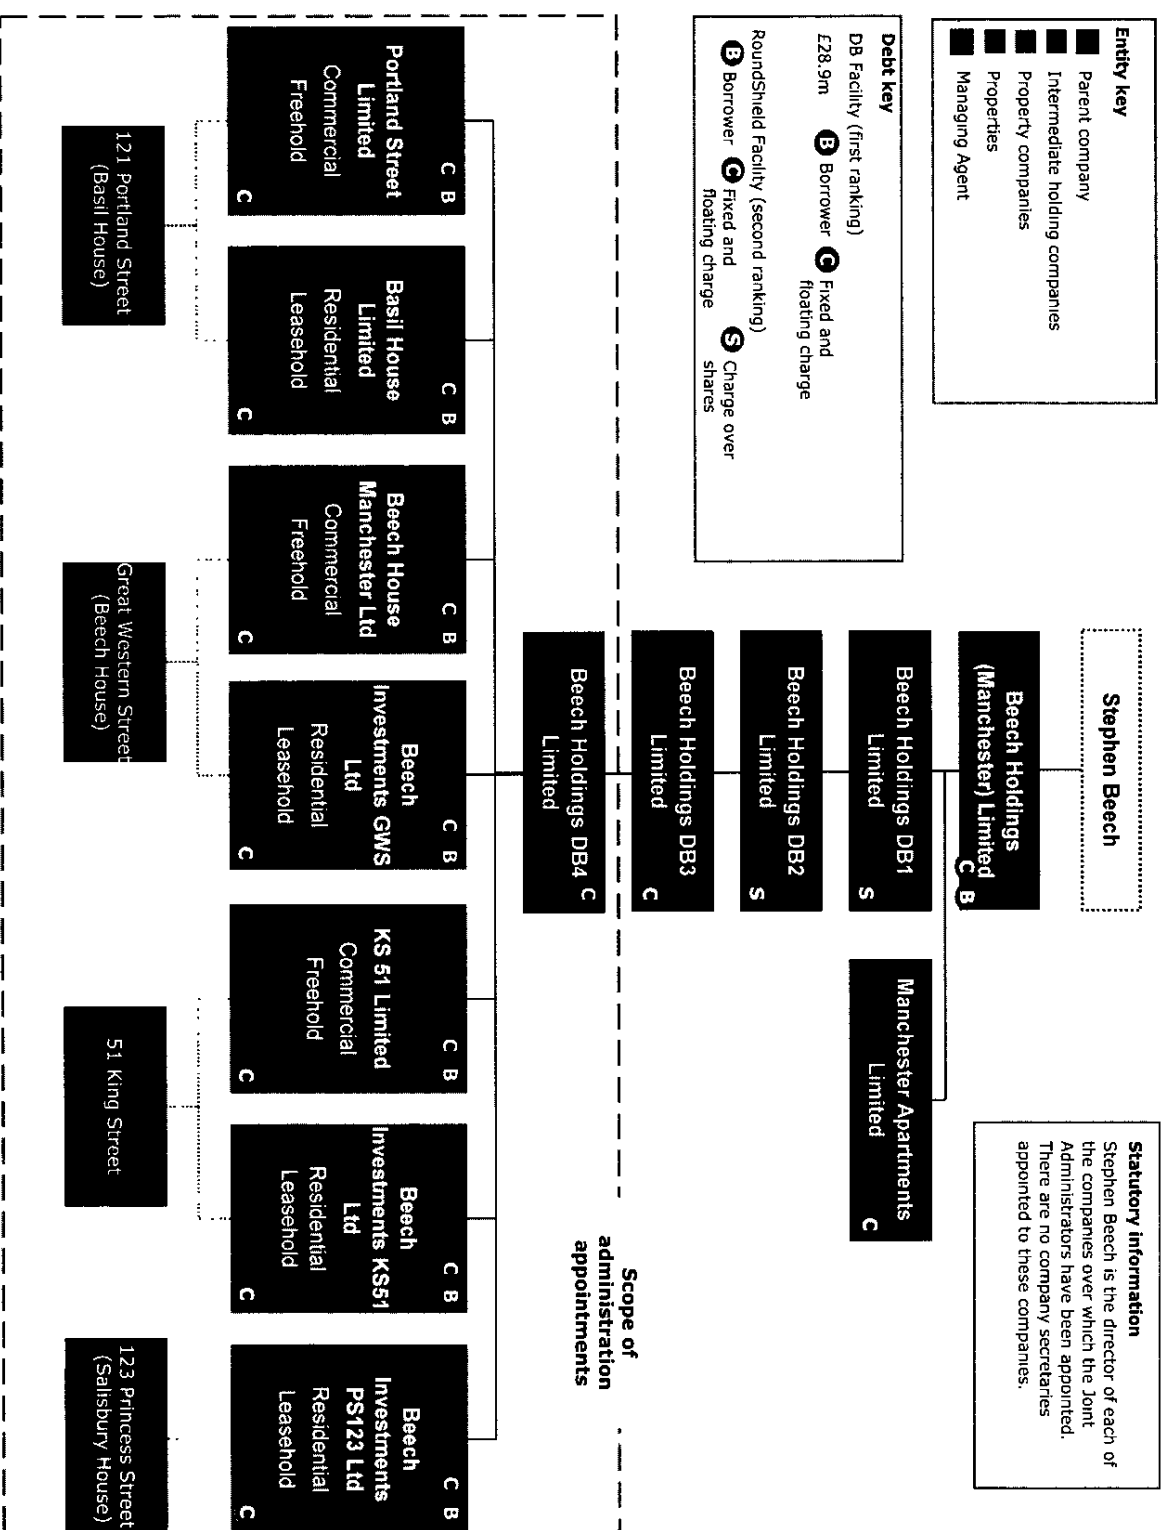 Entity key
Parent company
Intermediate holding companies
Property companies
Properties
Managing Agent
Debt key
DB Facility (first ranking)
£28.9m B Borrower C Fixed and
floating charge
RoundShield Facility (second ranking)
B Borrower C Fixed and
floating charge
S Charge over
shares
Stephen Beech
Statutory information
Stephen Beech is the director of each of
the companies over which the Joint
Administrators have been appointed.
There are no company secretaries
appointed to these companies.
Beech Holdings
(Manchester) Limited
C B
Beech Holdings DB1
Limited
S
Manchester Apartments
Limited
C
Beech Holdings DB2
Limited
S
Beech Holdings DB3
Limited
C
Scope of
administration
appointments
Beech Holdings DB4
Limited
C
C B
Portland Street
Limited
Commercial
Freehold
C
C B
Basil House
Limited
Residential
Leasehold
C
C B
Beech House
Manchester Ltd
Commercial
Freehold
C
C B
Beech
Investments GWS
Ltd
Residential
Leasehold
C
C B
KS 51 Limited
Commercial
Freehold
C
C B
Beech
Investments KS51
Ltd
Residential
Leasehold
C
C B
Beech
Investments
PS123 Ltd
Residential
Leasehold
C
121 Portland Street
(Basil House)
Great Western Street
(Beech House)
51 King Street
123 Princess Street
(Salisbury House)